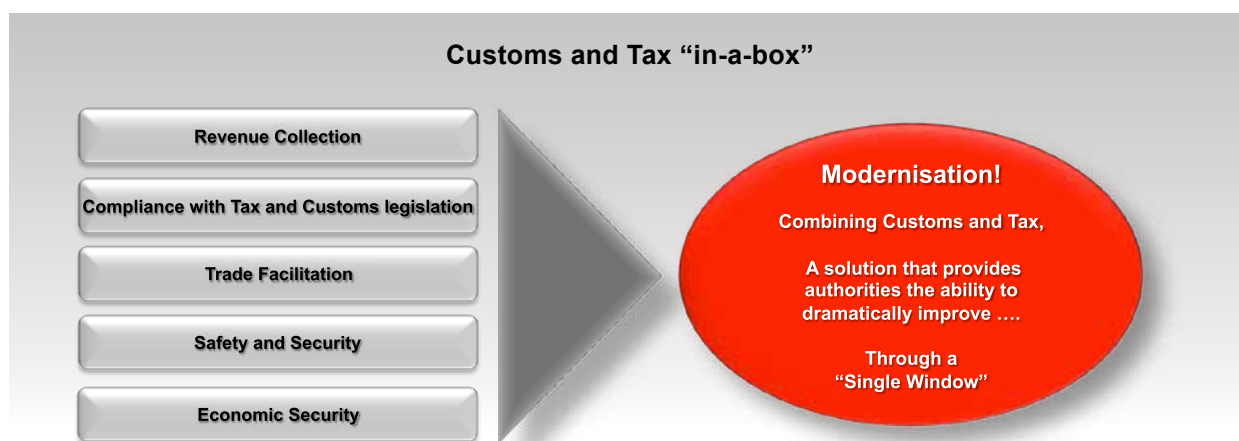 Customs and Tax “in-a-box”
Revenue Collection
Compliance with Tax and Customs legislation
Trade Facilitation
Safety and Security
Economic Security
Modernisation!
Combining Customs and Tax,
A solution that provides
authorities the ability to
dramatically improve ....
Through a
“Single Window”